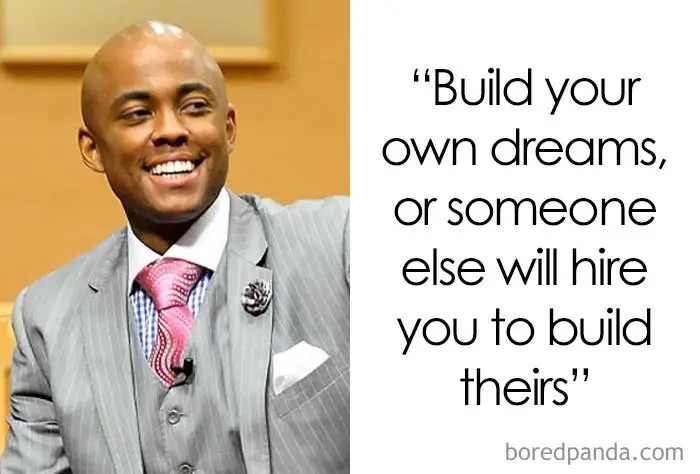 “Build your
own dreams,
or someone
else will hire
you to build
theirs”
boredpanda.com